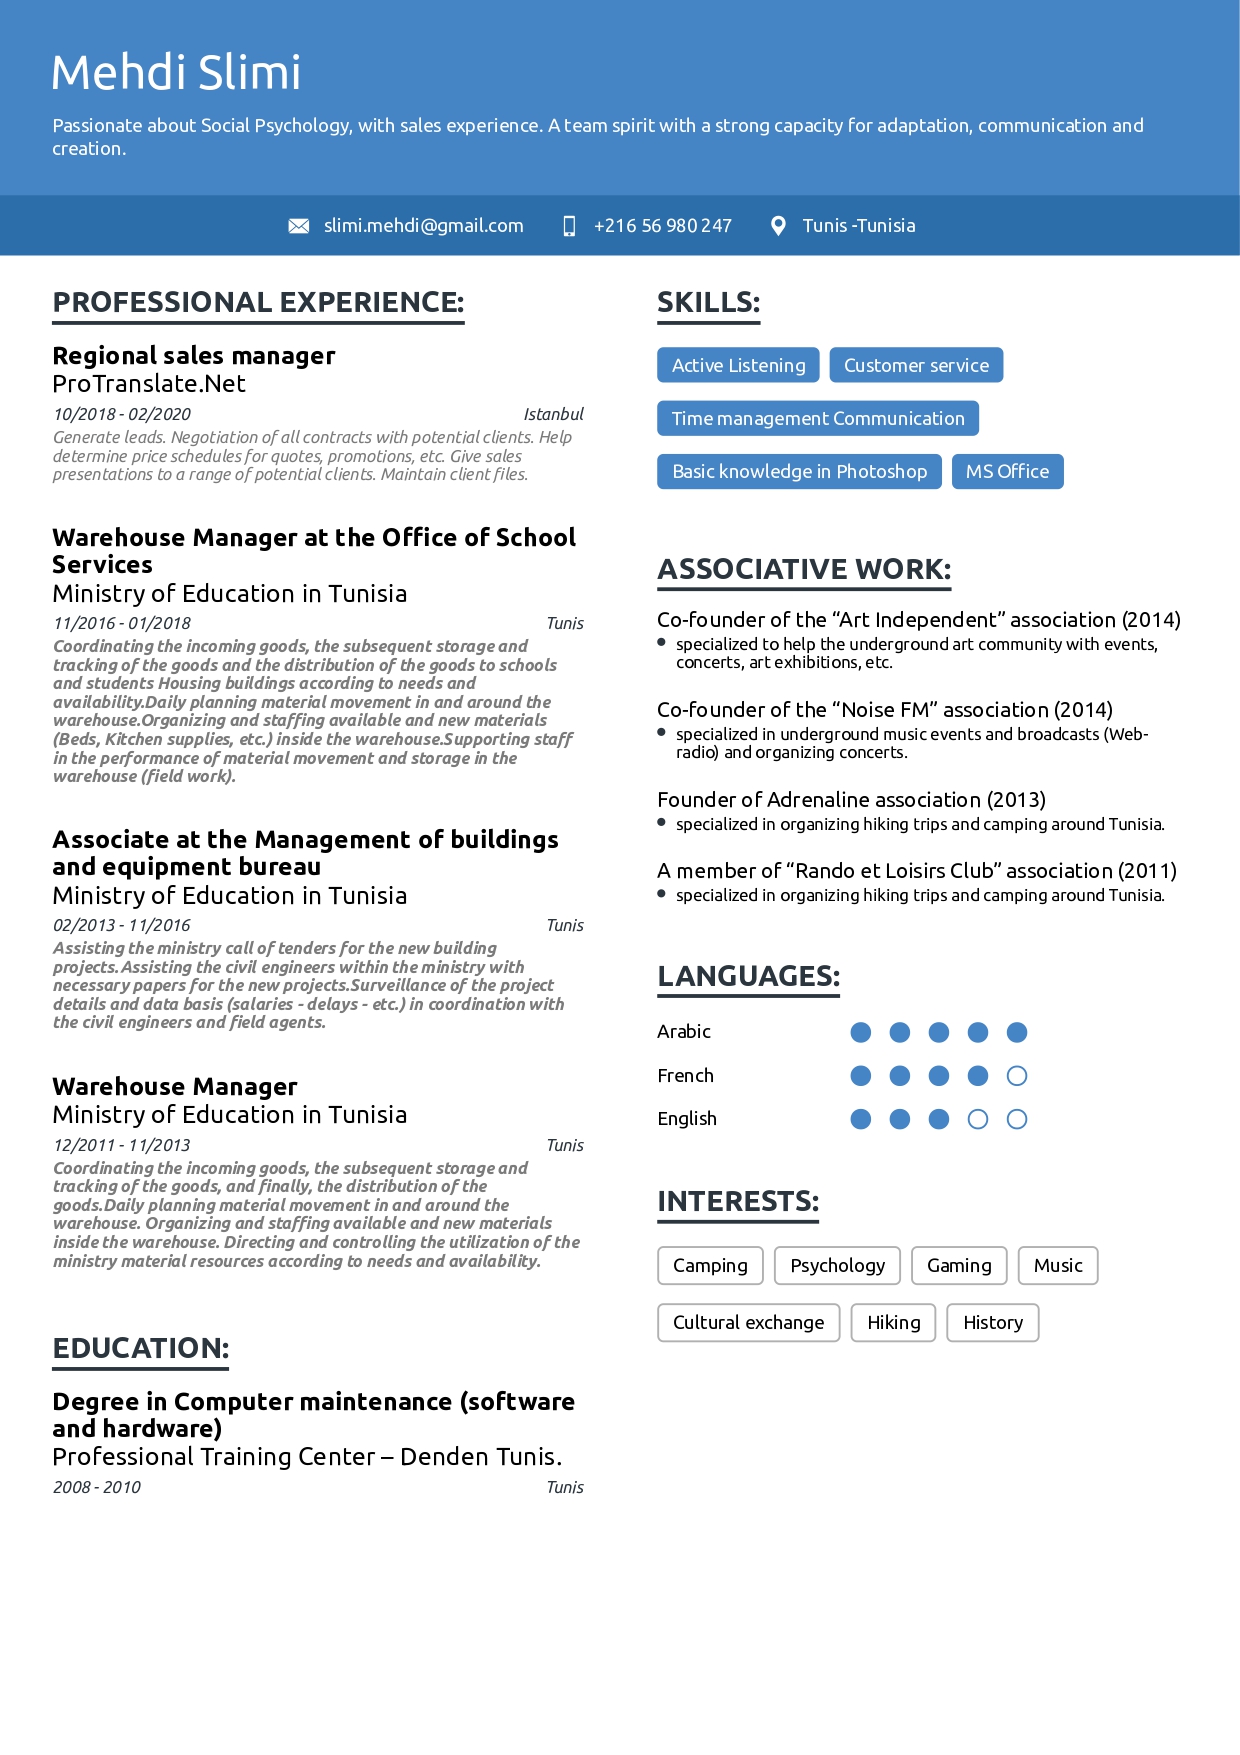 Mehdi Slimi
Passionate about Social Psychology, with sales experience. A team spirit with a strong capacity for adaptation, communication and
creation.
slimi.mehdi@gmail.com
+216 56 980 247
Tunis -Tunisia
PROFESSIONAL EXPERIENCE:
Regional sales manager
ProTranslate.Net
10/2018 - 02/2020 Istanbul
Generate leads. Negotiation of all contracts with potential clients. Help
determine price schedules for quotes, promotions, etc. Give sales
presentations to a range of potential clients. Maintain client files.
Warehouse Manager at the Office of School
Services
Ministry of Education in Tunisia
11/2016 - 01/2018 Tunis
Coordinating the incoming goods, the subsequent storage and
tracking of the goods and the distribution of the goods to schools
and students Housing buildings according to needs and
availability.Daily planning material movement in and around the
warehouse.Organizing and staffing available and new materials
(Beds, Kitchen supplies, etc.) inside the warehouse.Supporting staff
in the performance of material movement and storage in the
warehouse (field work).
Associate at the Management of buildings
and equipment bureau
Ministry of Education in Tunisia
02/2013 - 11/2016 Tunis
Assisting the ministry call of tenders for the new building
projects.Assisting the civil engineers within the ministry with
necessary papers for the new projects.Surveillance of the project
details and data basis (salaries - delays - etc.) in coordination with
the civil engineers and field agents.
Warehouse Manager
Ministry of Education in Tunisia
12/2011 - 11/2013 Tunis
Coordinating the incoming goods, the subsequent storage and
tracking of the goods, and finally, the distribution of the
goods.Daily planning material movement in and around the
warehouse. Organizing and staffing available and new materials
inside the warehouse. Directing and controlling the utilization of the
ministry material resources according to needs and availability.
EDUCATION:
Degree in Computer maintenance (software
and hardware)
Professional Training Center – Denden Tunis.
2008 - 2010 Tunis
SKILLS:
Active Listening
Customer service
Time management Communication
Basic knowledge in Photoshop
MS Office
ASSOCIATIVE WORK:
Co-founder of the “Art Independent” association (2014)
• specialized to help the underground art community with events,
concerts, art exhibitions, etc.
Co-founder of the “Noise FM” association (2014)
• specialized in underground music events and broadcasts (Web-
radio) and organizing concerts.
Founder of Adrenaline association (2013)
• specialized in organizing hiking trips and camping around Tunisia.
A member of “Rando et Loisirs Club” association (2011)
• specialized in organizing hiking trips and camping around Tunisia.
LANGUAGES:
Arabic
French
English
INTERESTS:
Camping
Psychology
Gaming
Music
Cultural exchange
Hiking
History